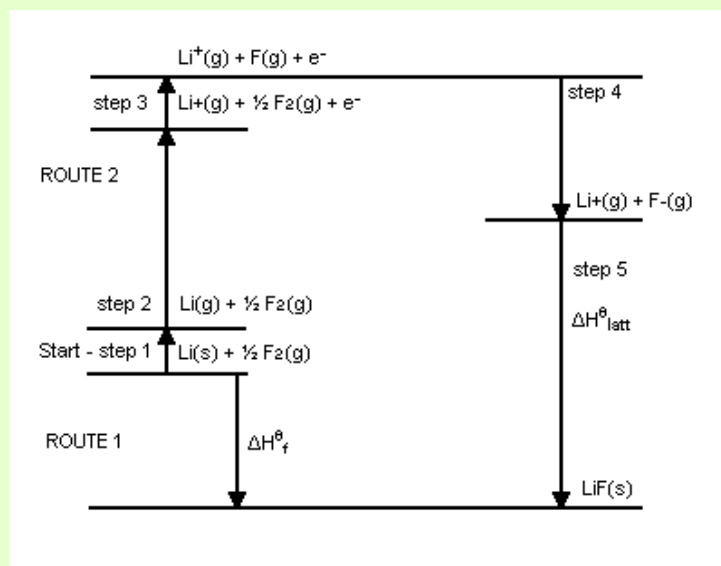 Li⁺(g) + F(g) + e⁻
step 3
Li+(g) + ½ F₂(g) + e⁻
step 4
ROUTE 2
Li+(g) + F-(g)
step 5
step 2
Li(g) + ½ F₂(g)
ΔHᶿlatt
Start - step 1
Li(s) + ½ F₂(g)
ROUTE 1
ΔHᶿf
LiF(s)